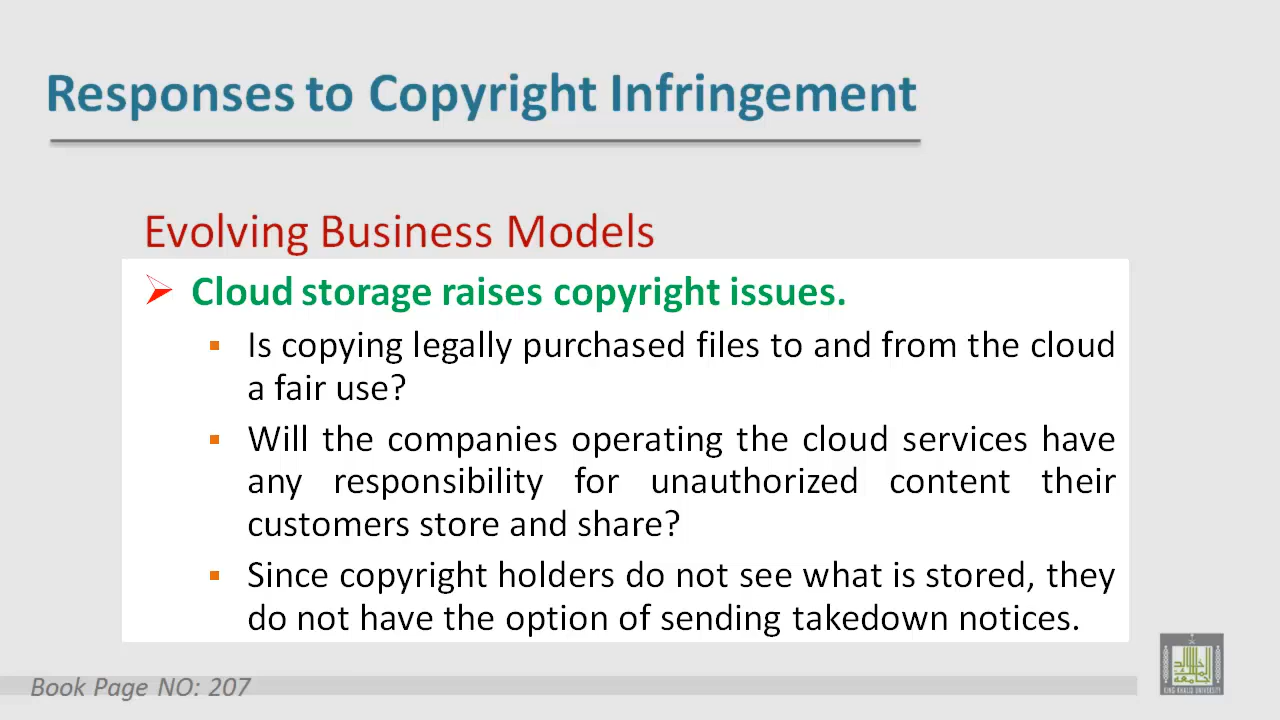 Responses to Copyright Infringement
Evolving Business Models
Cloud storage raises copyright issues.
Is copying legally purchased files to and from the cloud
a fair use?
Will the companies operating the cloud services have
any responsibility for unauthorized content their
customers store and share?
Since copyright holders do not see what is stored, they
do not have the option of sending takedown notices.
Book Page NO: 207
KING KHALID UNIVERSITY